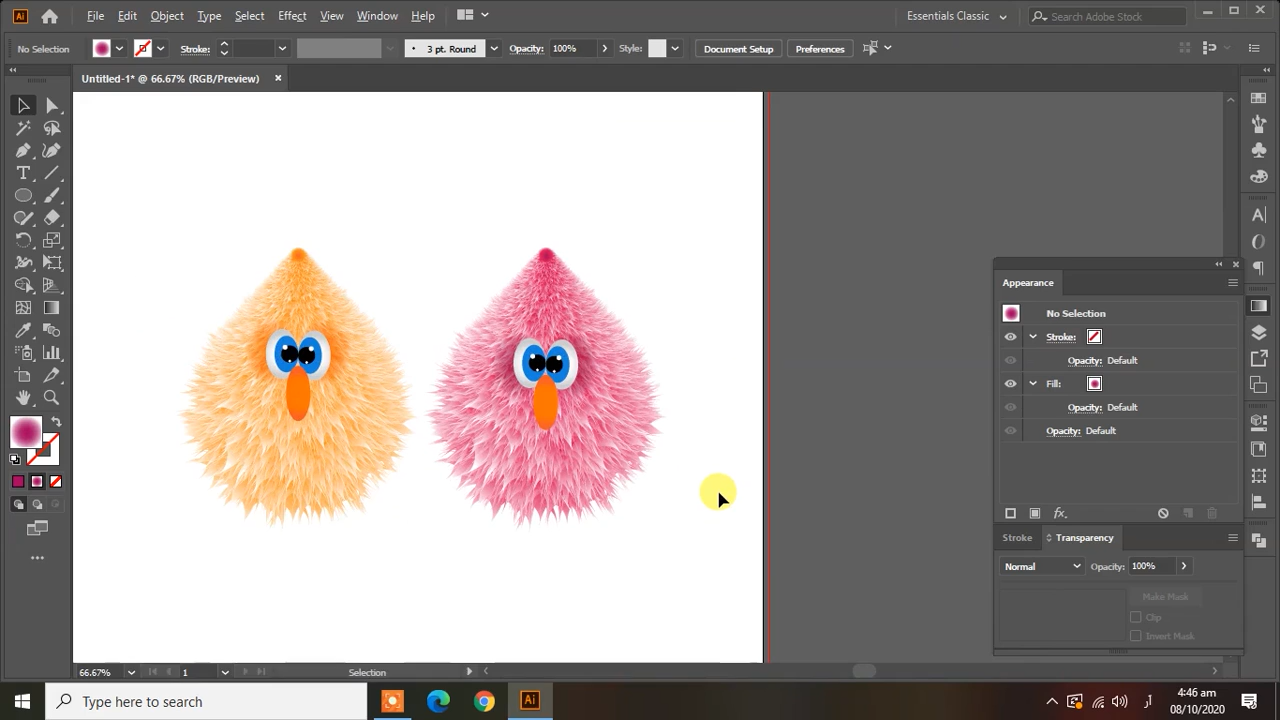 Ai
File
Edit
Object
Type
Select
Effect
View
Window
Help
Essentials Classic
Search Adobe Stock
No Selection
Stroke:
3 pt. Round
Opacity:
100%
Style:
Document Setup
Preferences
Untitled-1* @ 66.67% (RGB/Preview)
Appearance
No Selection
Stroke:
Opacity: Default
Fill:
Opacity: Default
Opacity: Default
fx.
Stroke
Transparency
Normal
Opacity:
100%
Make Mask
Clip
Invert Mask
66.67%
1
Selection
Type here to search
Ai
4:46 am
08/10/2020